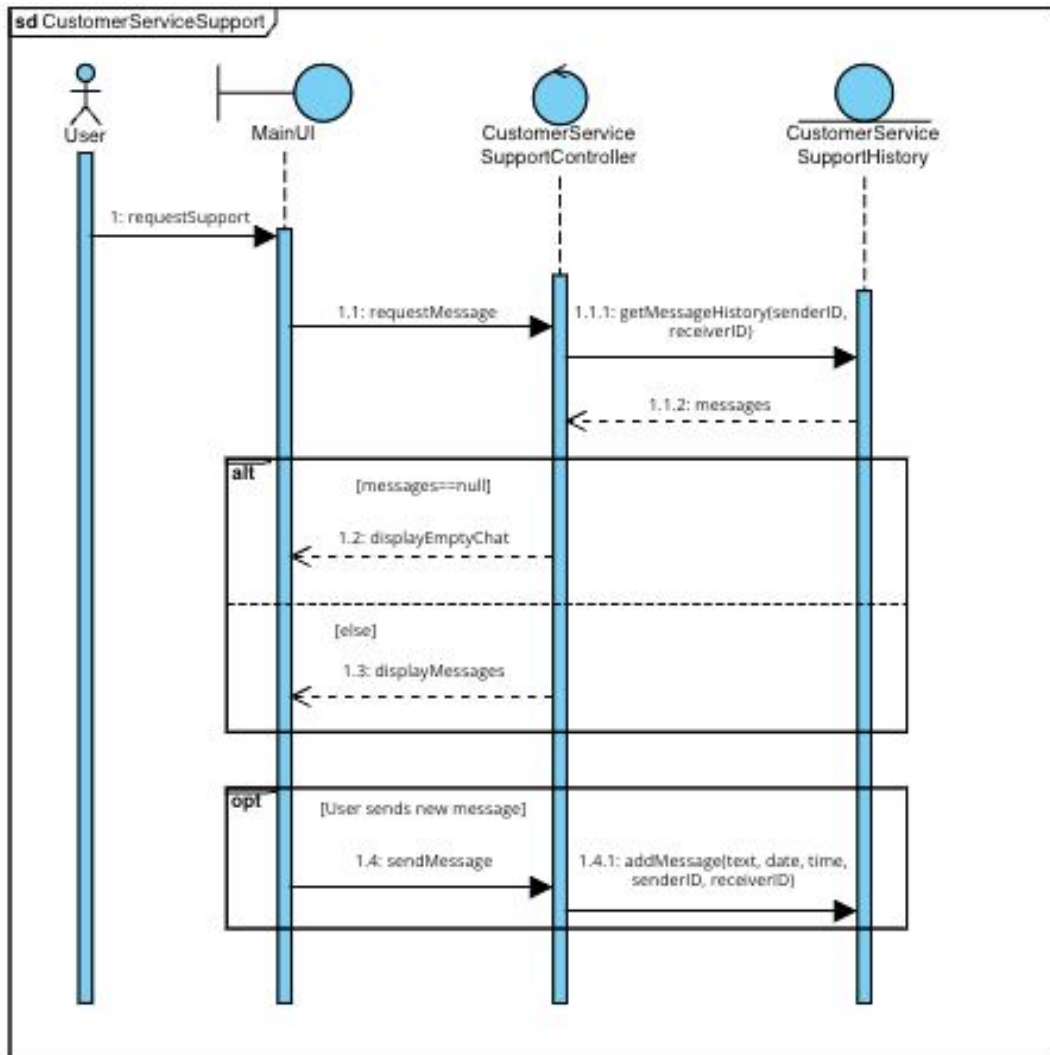 sd CustomerServiceSupport
User
MainUI
CustomerService
SupportController
CustomerService
SupportHistory
1: requestSupport
1.1: requestMessage
1.1.1: getMessageHistory(senderID,
receiverID)
1.1.2: messages
alt
[messages==null]
1.2: displayEmptyChat
[else]
1.3: displayMessages
opt
[User sends new message]
1.4: sendMessage
1.4.1: addMessage(text, date, time,
senderID, receiverID)